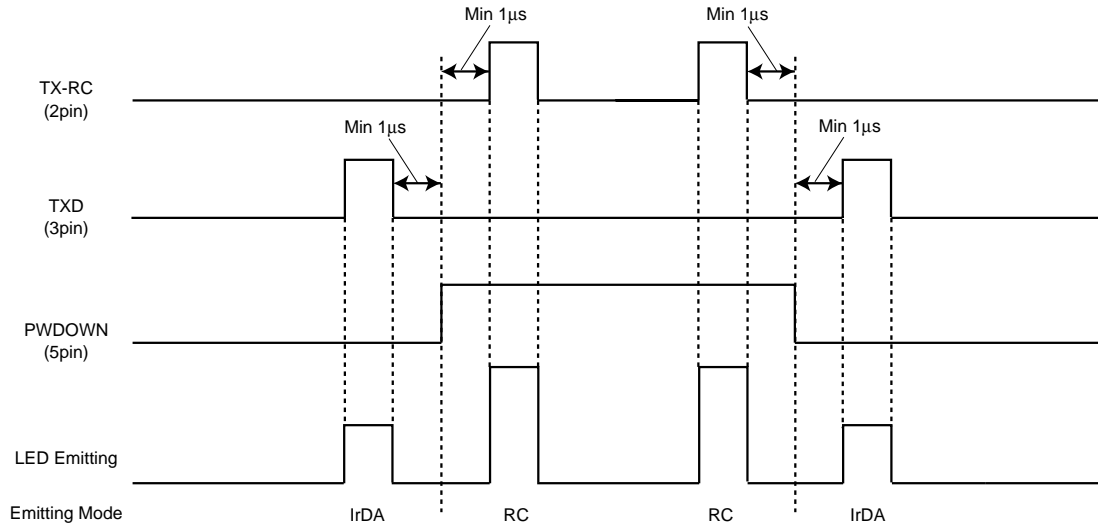 Min 1μs
Min 1μs
TX-RC
(2pin)
Min 1μs
Min 1μs
TXD
(3pin)
PWDOWN
(5pin)
LED Emitting
Emitting Mode IrDA RC RC IrDA